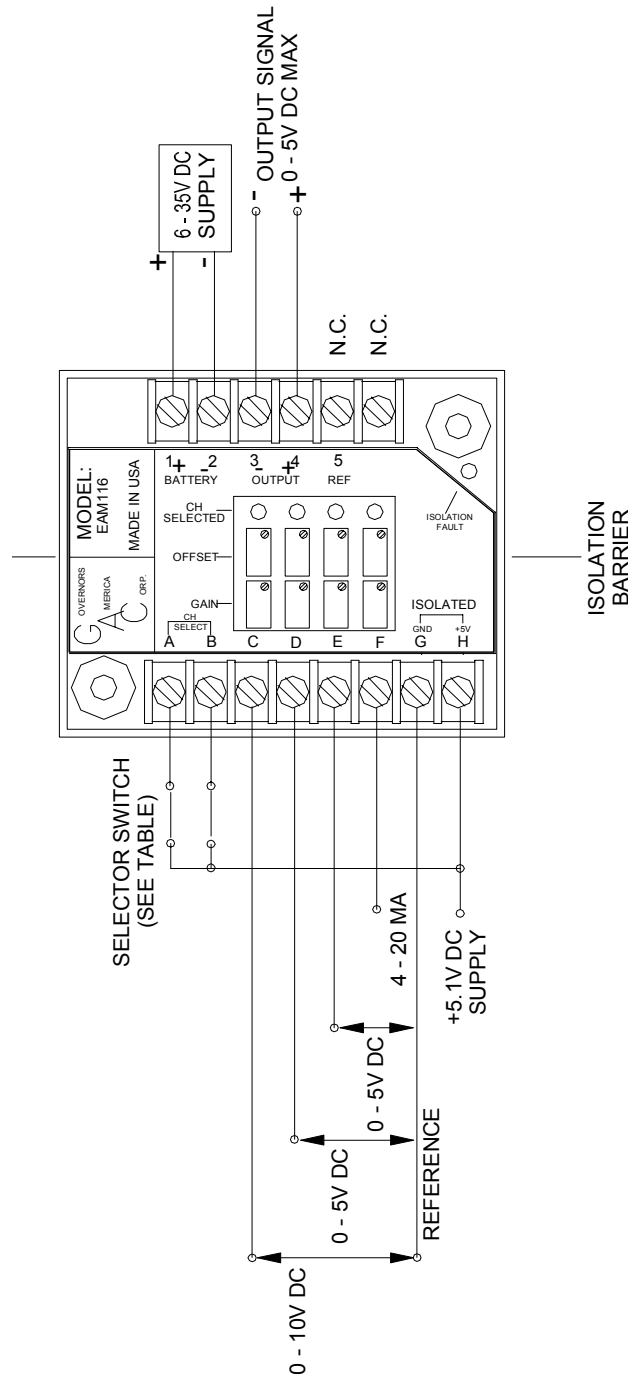 +
-
6 - 35V DC
SUPPLY
-
OUTPUT SIGNAL
+
0 - 5V DC MAX
N.C.
N.C.
GOVERNORS
AMERICA
CORP.
MODEL:
EAM116
MADE IN USA
1
+
-
2
BATTERY
3
-
+
4
OUTPUT
5
REF
CH
SELECTED
OFFSET
GAIN
ISOLATION
FAULT
CH
SELECT
A
B
C
D
E
F
ISOLATED
GND
+5V
G
H
ISOLATION
BARRIER
SELECTOR SWITCH
(SEE TABLE)
0 - 10V DC
0 - 5V DC
0 - 5V DC
4 - 20 MA
REFERENCE
+5.1V DC
SUPPLY